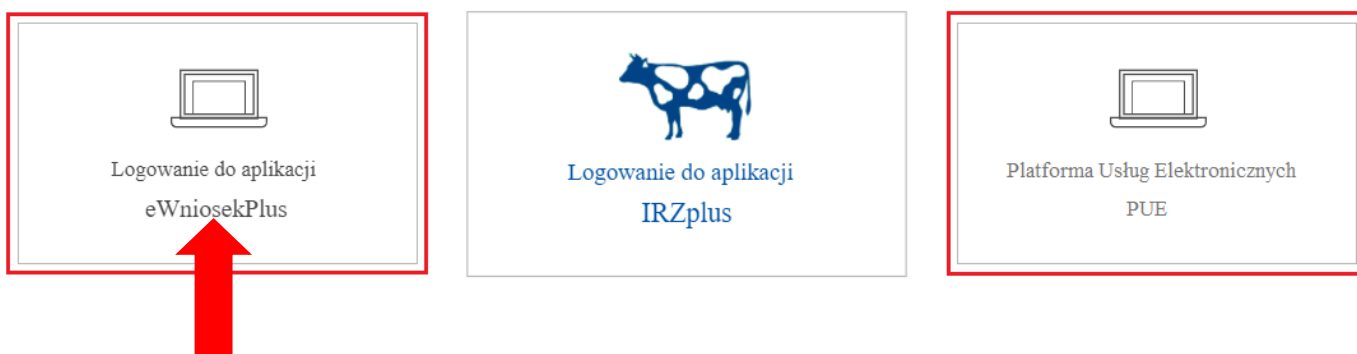 Logowanie do aplikacji
eWniosekPlus
Logowanie do aplikacji
IRZplus
Platforma Usług Elektronicznych
PUE